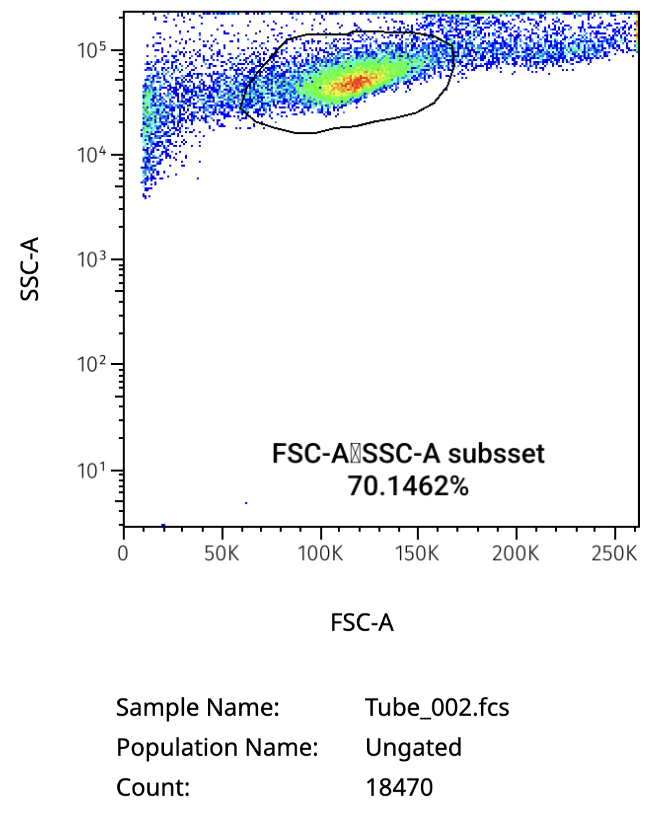 10⁵
10⁴
10³
10²
10¹
SSC-A
FSC-A▯SSC-A subsset
70.1462%
0 50K 100K 150K 200K 250K
FSC-A
Sample Name: Tube_002.fcs
Population Name: Ungated
Count: 18470